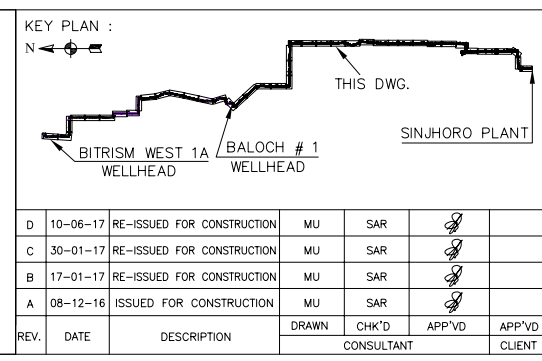 KEY PLAN :
N
THIS DWG.
SINJHORO PLANT
BITRISM WEST 1A
WELLHEAD
BALOCH # 1
WELLHEAD
D 10-06-17 RE-ISSUED FOR CONSTRUCTION MU SAR
C 30-01-17 RE-ISSUED FOR CONSTRUCTION MU SAR
B 17-01-17 RE-ISSUED FOR CONSTRUCTION MU SAR
A 08-12-16 ISSUED FOR CONSTRUCTION MU SAR
REV. DATE DESCRIPTION DRAWN CHK'D APP'VD APP'VD
CONSULTANT CLIENT